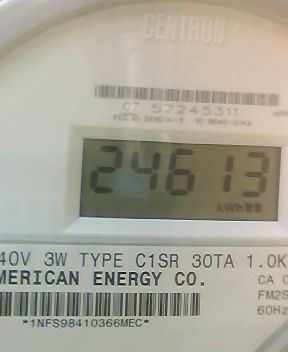 CENTRON
C7 57245311
24613
kWh
40V 3W TYPE C1SR 30TA 1.0K
MERICAN ENERGY CO.
CA
FM2S
60Hz
*1NFS98410366MEC*